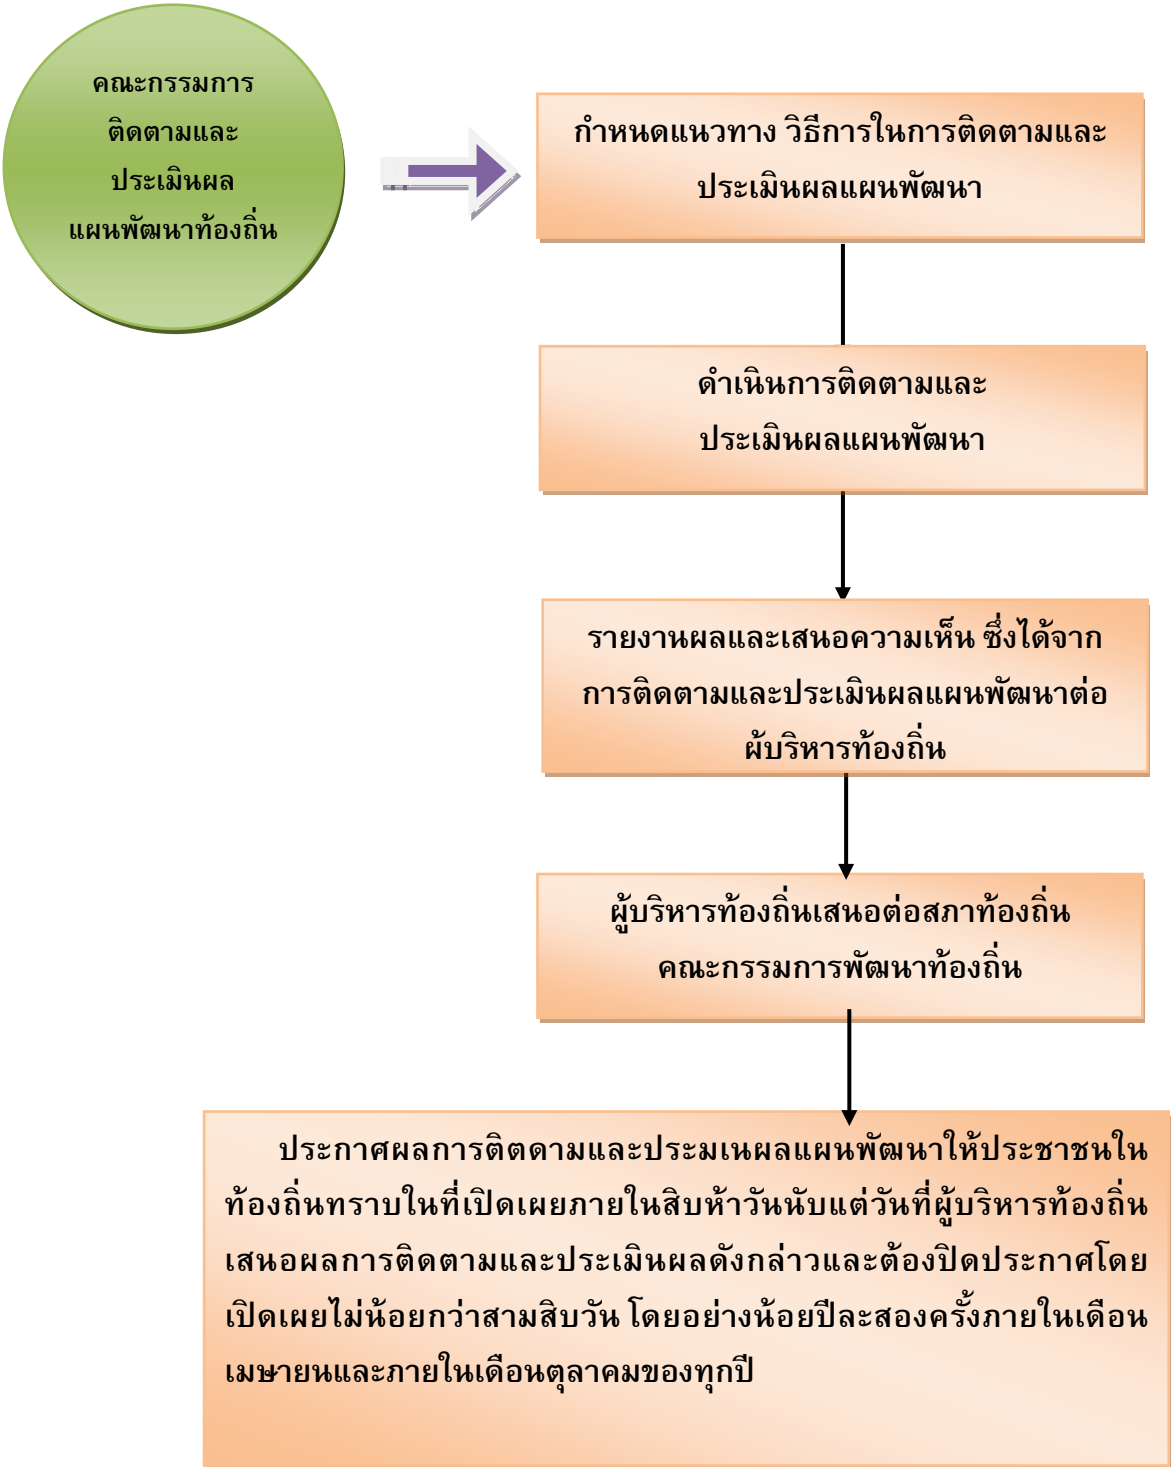 คณะกรรมการ
ติดตามและ
ประเมินผล
แผนพัฒนาท้องถิ่น
กำหนดแนวทาง วิธีการในการติดตามและ
ประเมินผลแผนพัฒนา
ดำเนินการติดตามและ
ประเมินผลแผนพัฒนา
รายงานผลและเสนอความเห็น ซึ่งได้จาก
การติดตามและประเมินผลแผนพัฒนาต่อ
ผู้บริหารท้องถิ่น
ผู้บริหารท้องถิ่นเสนอต่อสภาท้องถิ่น
คณะกรรมการพัฒนาท้องถิ่น
ประกาศผลการติตดามและประมเนผลแผนพัฒนาให้ประชาชนใน
ท้องถิ่นทราบในที่เปิดเผยภายในสิบห้าวันนับแต่วันที่ผู้บริหารท้องถิ่น
เสนอผลการติดตามและประเมินผลดังกล่าวและต้องปิดประกาศโดย
เปิดเผยไม่น้อยกว่าสามสิบวัน โดยอย่างน้อยปีละสองครั้งภายในเดือน
เมษายนและภายในเดือนตุลาคมของทุกปี